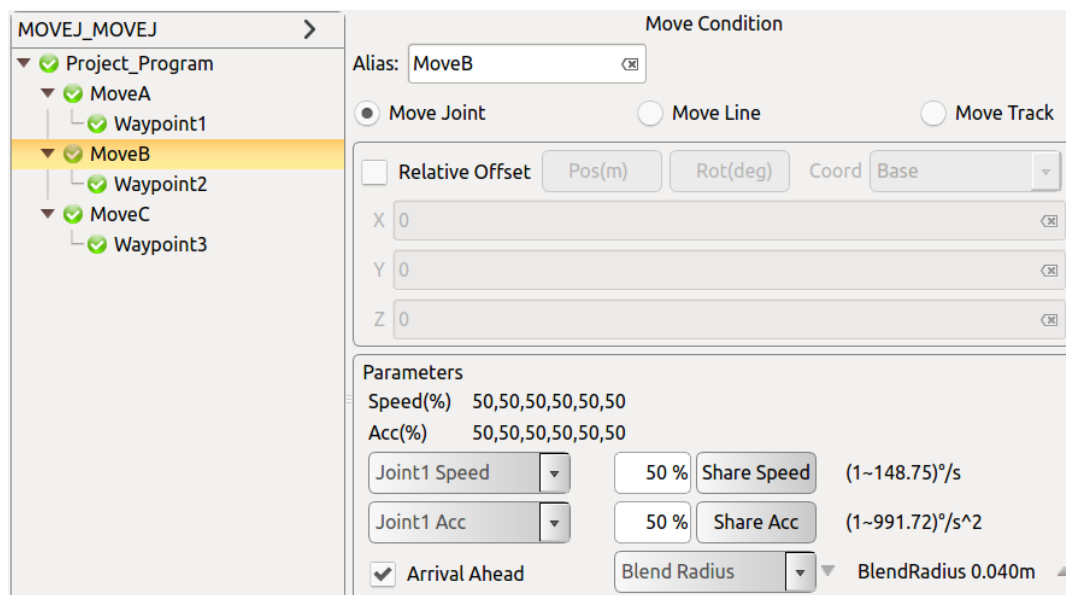 MOVEJ_MOVEJ
Project_Program
MoveA
Waypoint1
MoveB
Waypoint2
MoveC
Waypoint3
Move Condition
Alias: MoveB
Move Joint Move Line Move Track
Relative Offset Pos(m) Rot(deg) Coord Base
X 0
Y 0
Z 0
Parameters
Speed(%) 50,50,50,50,50,50
Acc(%) 50,50,50,50,50,50
Joint1 Speed 50 % Share Speed (1~148.75)°/s
Joint1 Acc 50 % Share Acc (1~991.72)°/s^2
Arrival Ahead Blend Radius BlendRadius 0.040m